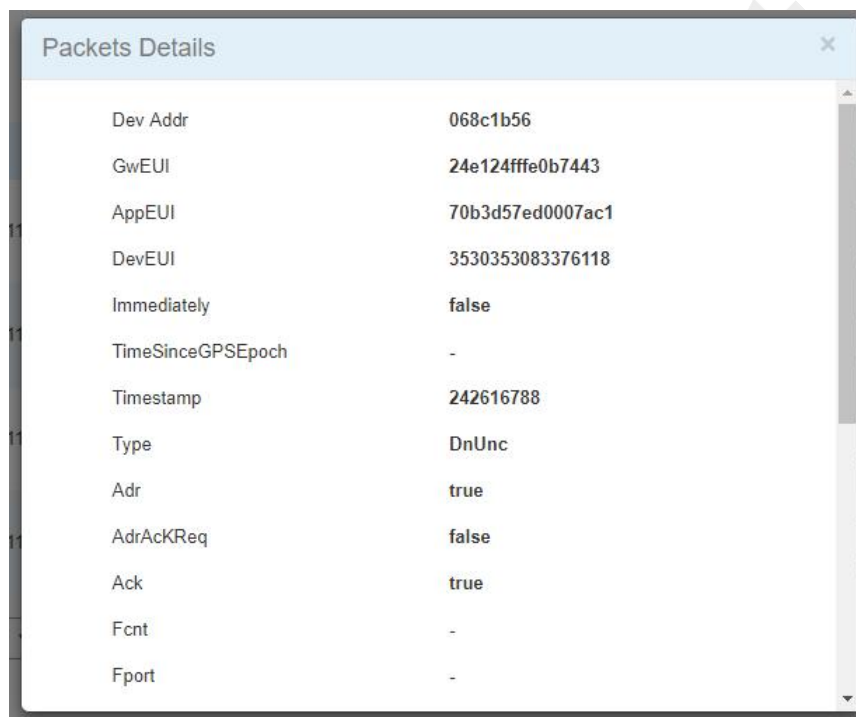 Packets Details ×
Dev Addr 068c1b56
GwEUI 24e124fffe0b7443
AppEUI 70b3d57ed0007ac1
DevEUI 3530353083376118
Immediately false
TimeSinceGPSEpoch -
Timestamp 242616788
Type DnUnc
Adr true
AdrAcKReq false
Ack true
Fcnt -
Fport -